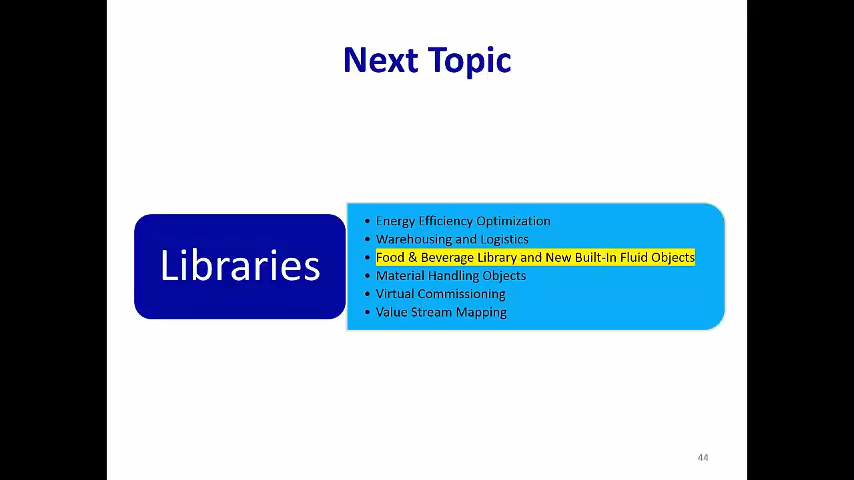 Next Topic
Libraries
• Energy Efficiency Optimization
• Warehousing and Logistics
• Food & Beverage Library and New Built-In Fluid Objects
• Material Handling Objects
• Virtual Commissioning
• Value Stream Mapping
44